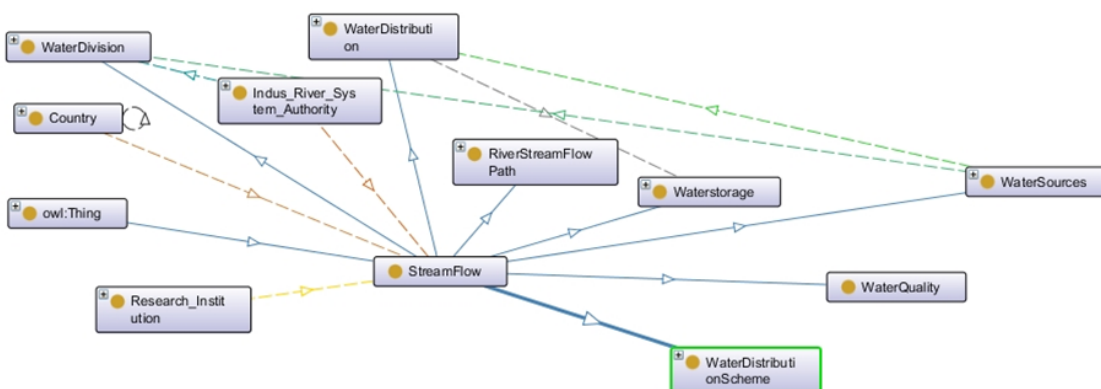 WaterDivision
WaterDistributi
on
Indus_River_Sys
tem_Authority
Country
RiverStreamFlow
Path
Waterstorage
WaterSources
owl:Thing
StreamFlow
WaterQuality
Research_Instit
ution
WaterDistributi
onScheme